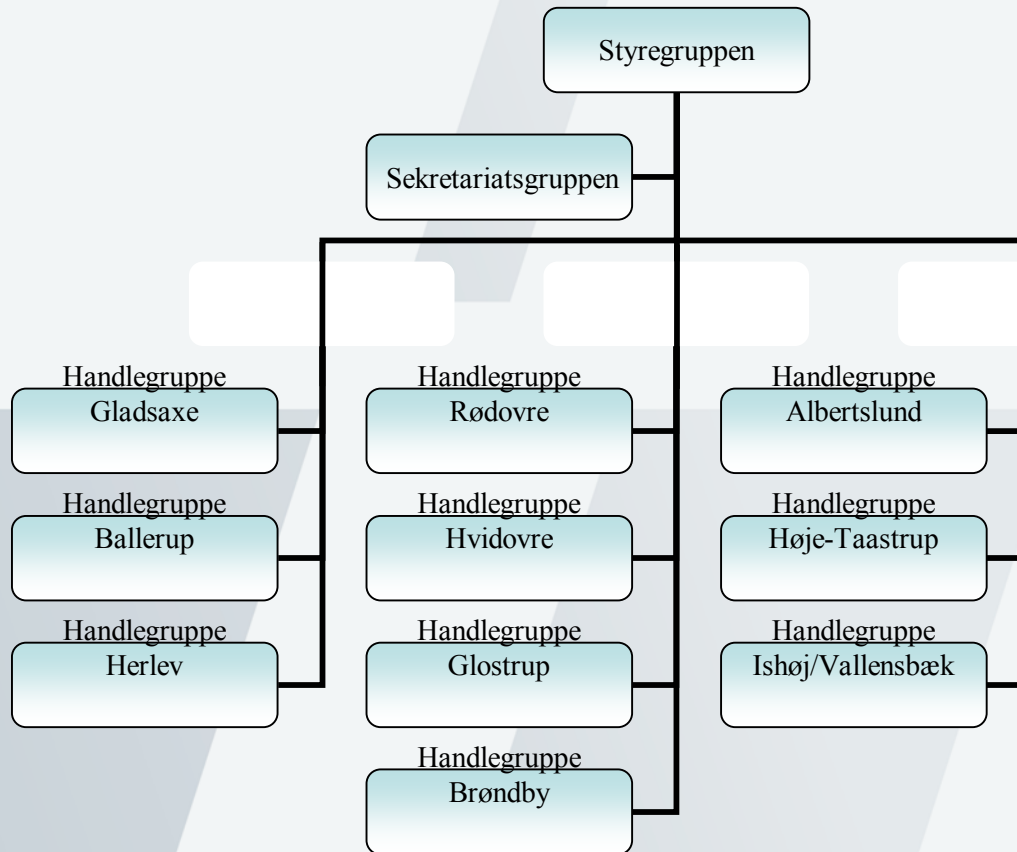 Styregruppen
Sekretariatsgruppen
Handlegruppe
Gladsaxe
Handlegruppe
Ballerup
Handlegruppe
Herlev
Handlegruppe
Rødovre
Handlegruppe
Hvidovre
Handlegruppe
Glostrup
Handlegruppe
Brøndby
Handlegruppe
Albertslund
Handlegruppe
Høje-Taastrup
Handlegruppe
Ishøj/Vallensbæk